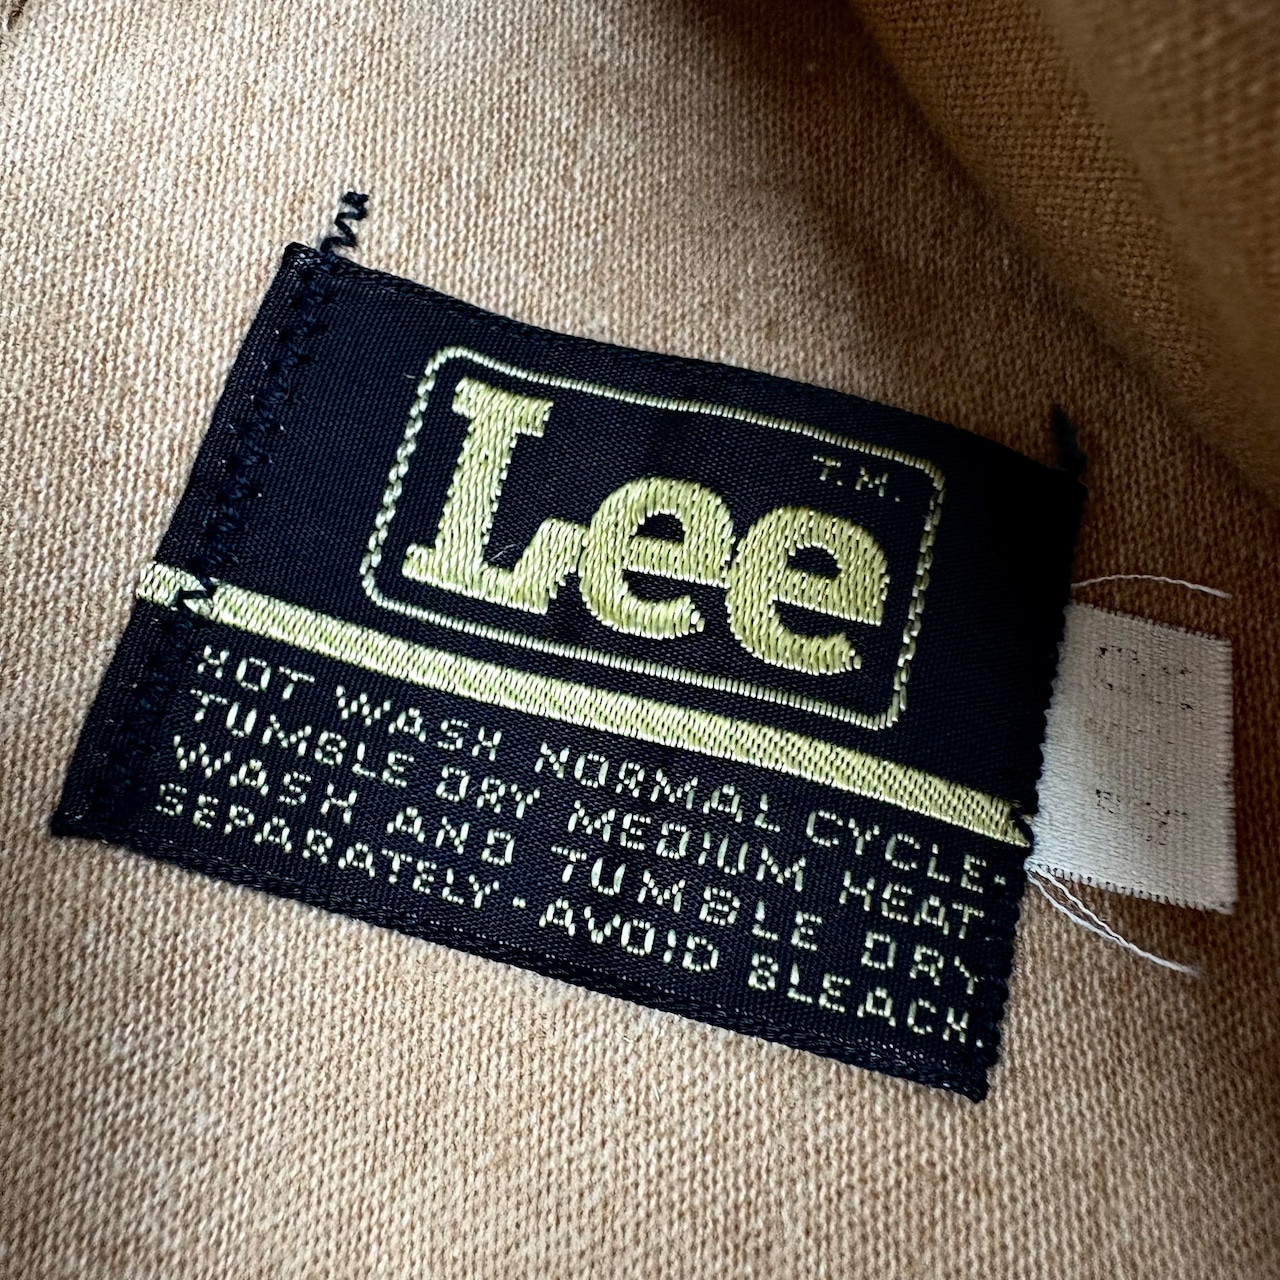 Lee
T.M.
HOT WASH NORMAL CYCLE.
TUMBLE DRY MEDIUM HEAT.
WASH AND TUMBLE DRY
SEPARATELY. AVOID BLEACH.